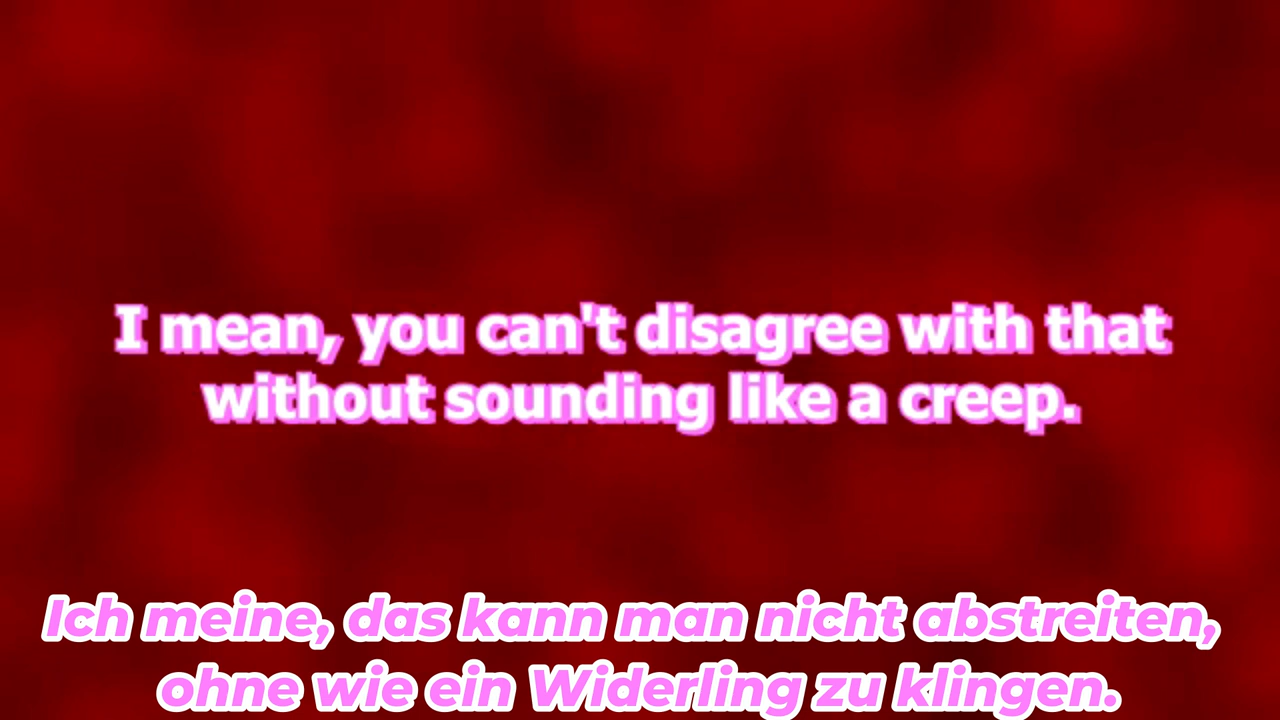 I mean, you can't disagree with that
without sounding like a creep.
Ich meine, das kann man nicht abstreiten,
ohne wie ein Widerling zu klingen.